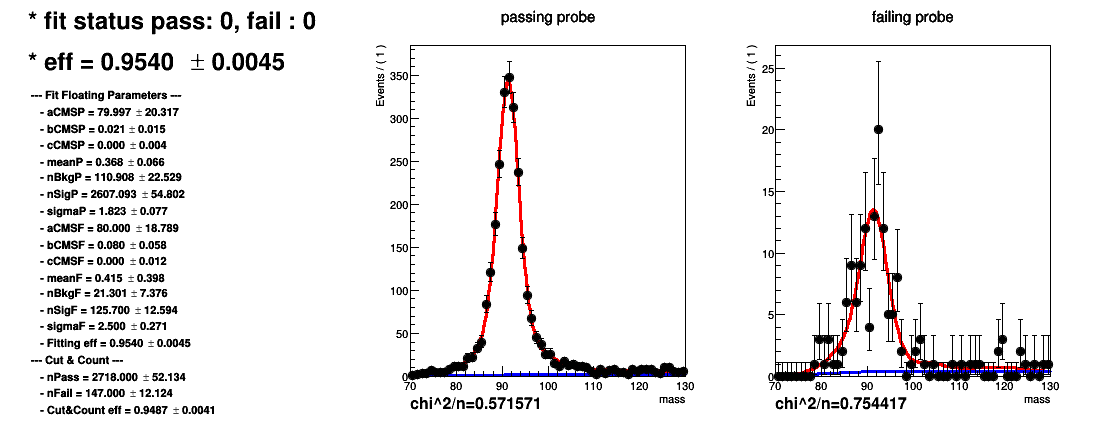 * fit status pass: 0, fail : 0
* eff = 0.9540 ± 0.0045
--- Fit Floating Parameters ---
- aCMSP = 79.997 ± 20.317
- bCMSP = 0.021 ± 0.015
- cCMSP = 0.000 ± 0.004
- meanP = 0.368 ± 0.066
- nBkgP = 110.908 ± 22.529
- nSigP = 2607.093 ± 54.802
- sigmaP = 1.823 ± 0.077
- aCMSF = 80.000 ± 18.789
- bCMSF = 0.080 ± 0.058
- cCMSF = 0.000 ± 0.012
- meanF = 0.415 ± 0.398
- nBkgF = 21.301 ± 7.376
- nSigF = 125.700 ± 12.594
- sigmaF = 2.500 ± 0.271
- Fitting eff = 0.9540 ± 0.0045
--- Cut & Count ---
- nPass = 2718.000 ± 52.134
- nFail = 147.000 ± 12.124
- Cut&Count eff = 0.9487 ± 0.0041
passing probe
Events / ( 1 )
350
300
250
200
150
100
50
0
70 80 90 100 110 120 130
mass
chi^2/n=0.571571
failing probe
Events / ( 1 )
25
20
15
10
5
0
70 80 90 100 110 120 130
mass
chi^2/n=0.754417